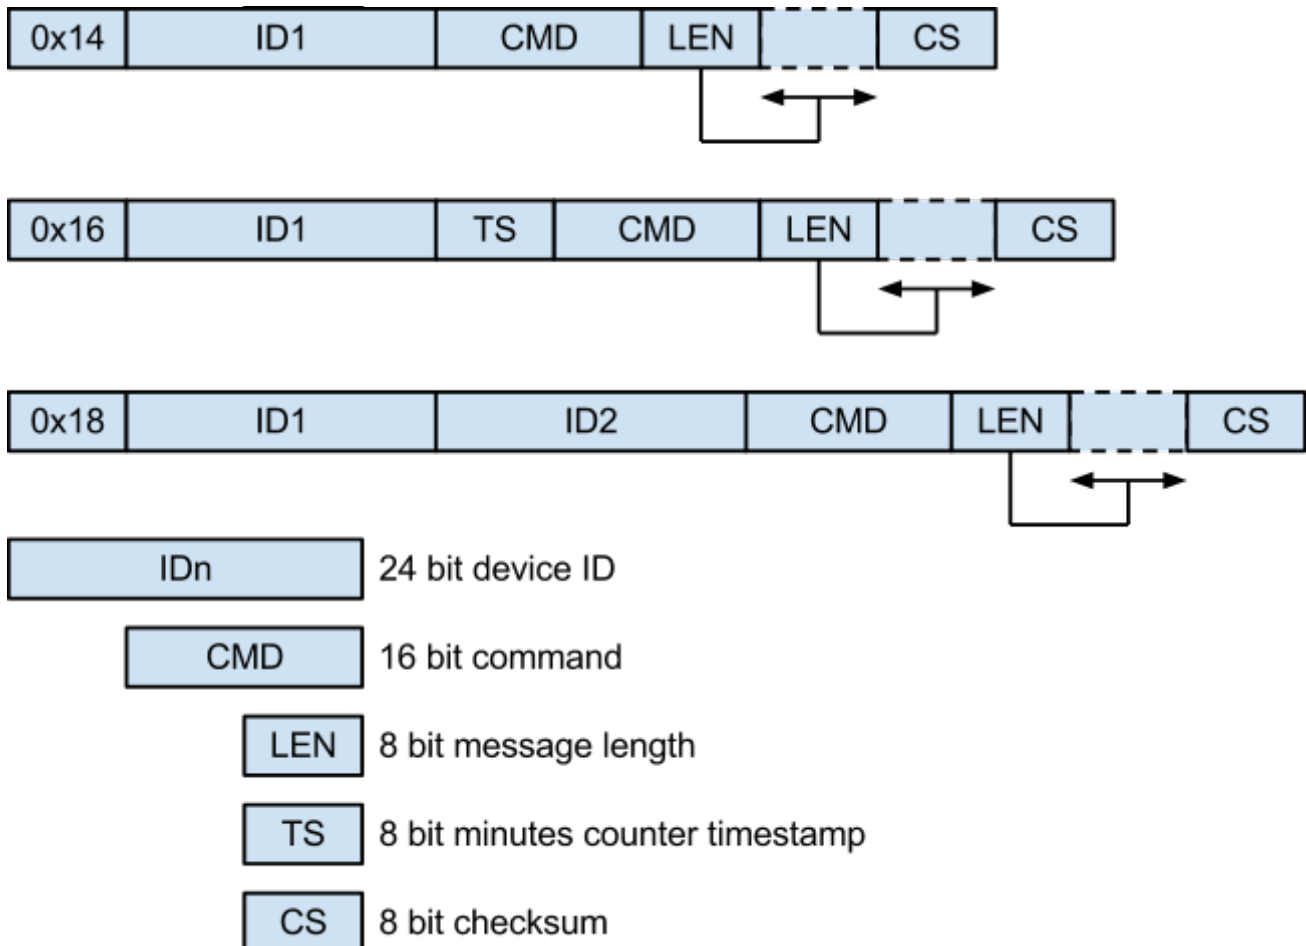 0x14 ID1 CMD LEN CS
0x16 ID1 TS CMD LEN CS
0x18 ID1 ID2 CMD LEN CS
IDn 24 bit device ID
CMD 16 bit command
LEN 8 bit message length
TS 8 bit minutes counter timestamp
CS 8 bit checksum